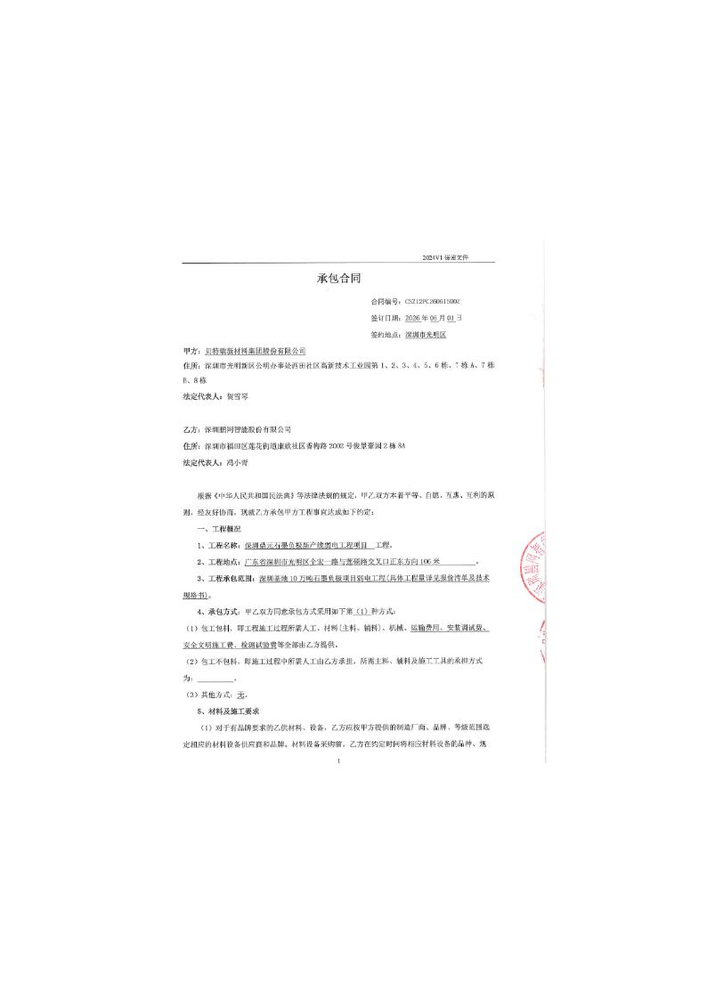 2024V1 保密文件
承包合同
合同编号：CSZ12PC260615002
签订日期：2026 年 06 月 01 日
签约地点：深圳市光明区
甲方：贝特瑞新材料集团股份有限公司
住所：深圳市光明新区公明办事处西田社区高新技术工业园第 1、2、3、4、5、6 栋、7 栋 A、7 栋
B、8 栋
法定代表人：贺雪琴
乙方：深圳鹏网智能股份有限公司
住所：深圳市福田区莲花街道康欣社区香梅路 2002 号俊景豪园 2 栋 8A
法定代表人：冯小青
根据《中华人民共和国民法典》等法律法规的规定，甲乙双方本着平等、自愿、互惠、互利的原
则，经友好协商，现就乙方承包甲方工程事宜达成如下约定：
一、工程概况
1、工程名称：深圳鼎元石墨负极新产线弱电工程项目 工程。
2、工程地点：广东省深圳市光明区全宏一路与莲硕路交叉口正东方向 106 米 。
3、工程承包范围：深圳基地 10 万吨石墨负极项目弱电工程(具体工程量详见报价清单及技术
规格书)。
4、承包方式：甲乙双方同意承包方式采用如下第（1）种方式：
（1）包工包料，即工程施工过程所需人工、材料(主料、辅料)、机械、运输费用、安装调试费、
安全文明施工费、检测试验费等全部由乙方提供。
（2）包工不包料，即施工过程中所需人工由乙方承担，所需主料、辅料及施工工具的承担方式
为：________。
（3）其他方式：无。
5、材料及施工要求
（1）对于有品牌要求的乙供材料、设备，乙方应按甲方提供的制造厂商、品牌、等级范围选
定相应的材料设备供应商和品牌。材料设备采购前，乙方在约定时间将相应材料设备的品种、规
1